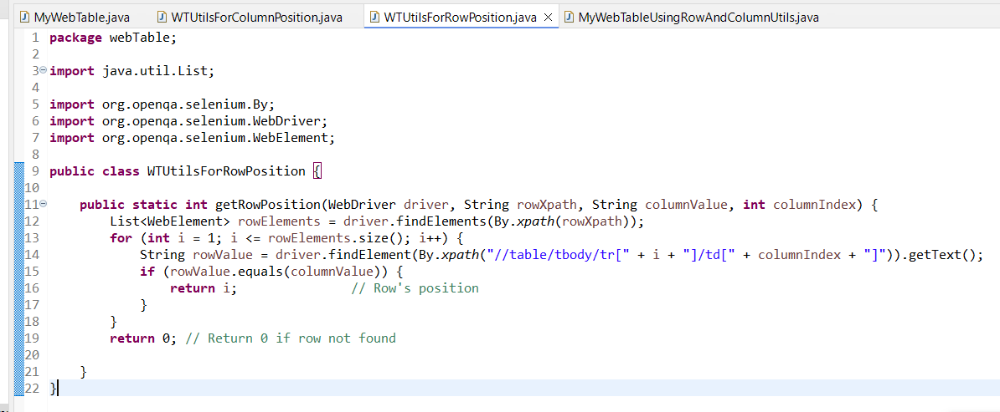 MyWebTable.java WTUtilsForColumnPosition.java WTUtilsForRowPosition.java MyWebTableUsingRowAndColumnUtils.java
1 package webTable;
2
3 import java.util.List;
4
5 import org.openqa.selenium.By;
6 import org.openqa.selenium.WebDriver;
7 import org.openqa.selenium.WebElement;
8
9 public class WTUtilsForRowPosition {
10
11 public static int getRowPosition(WebDriver driver, String rowXpath, String columnValue, int columnIndex) {
12 List<WebElement> rowElements = driver.findElements(By.xpath(rowXpath));
13 for (int i = 1; i <= rowElements.size(); i++) {
14 String rowValue = driver.findElement(By.xpath("//table/tbody/tr[" + i + "]/td[" + columnIndex + "]")).getText();
15 if (rowValue.equals(columnValue)) {
16 return i; // Row's position
17 }
18 }
19 return 0; // Return 0 if row not found
20
21 }
22 }